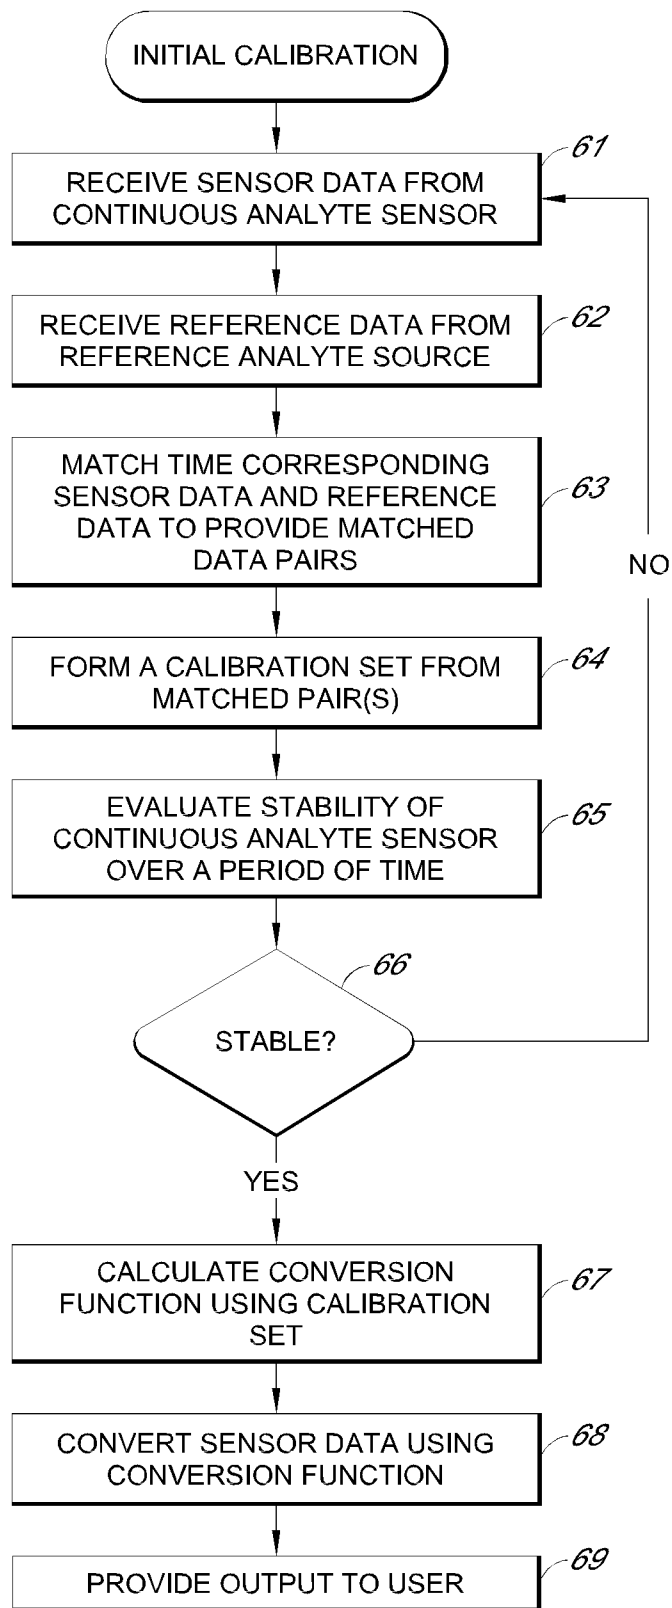 INITIAL CALIBRATION
61
RECEIVE SENSOR DATA FROM
CONTINUOUS ANALYTE SENSOR
62
RECEIVE REFERENCE DATA FROM
REFERENCE ANALYTE SOURCE
63
MATCH TIME CORRESPONDING
SENSOR DATA AND REFERENCE
DATA TO PROVIDE MATCHED
DATA PAIRS
NO
64
FORM A CALIBRATION SET FROM
MATCHED PAIR(S)
65
EVALUATE STABILITY OF
CONTINUOUS ANALYTE SENSOR
OVER A PERIOD OF TIME
66
STABLE?
YES
67
CALCULATE CONVERSION
FUNCTION USING CALIBRATION
SET
68
CONVERT SENSOR DATA USING
CONVERSION FUNCTION
69
PROVIDE OUTPUT TO USER